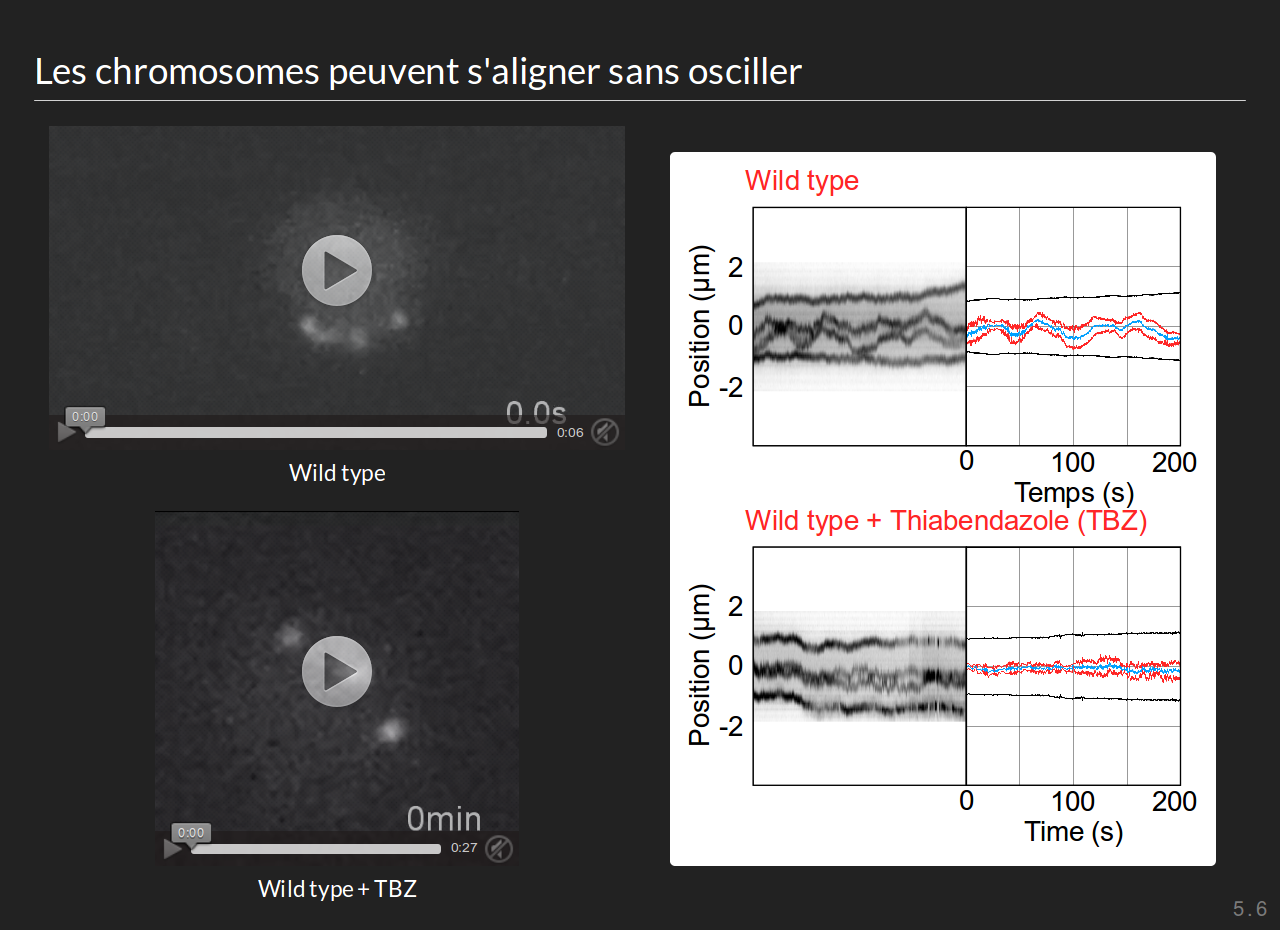 Les chromosomes peuvent s'aligner sans osciller
0.0s
0:00
0:06
Wild type
0min
0:00
0:27
Wild type + TBZ
Wild type
Position (µm)
2
0
-2
0 100 200
Temps (s)
Wild type + Thiabendazole (TBZ)
Position (µm)
2
0
-2
0 100 200
Time (s)
5.6